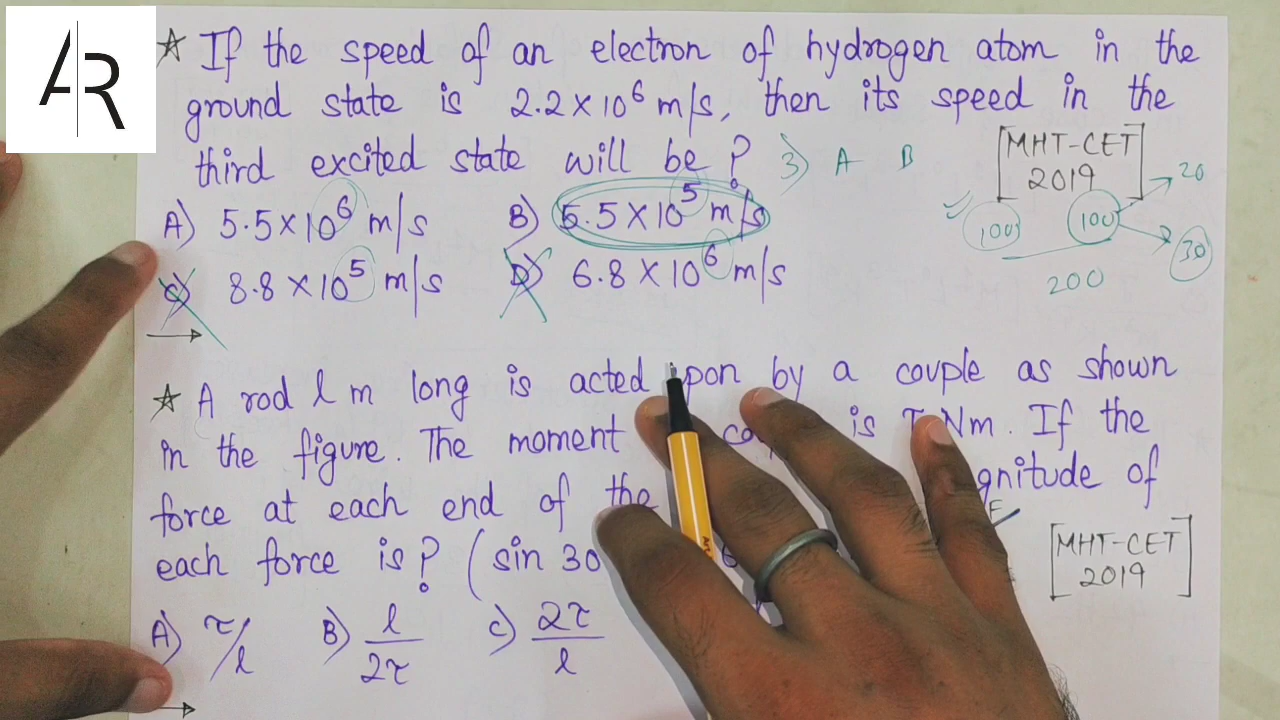 AR
☆ If the speed of an electron of hydrogen atom in the
ground state is 2.2×10⁶ m/s, then its speed in the
third excited state will be?
3) A B
[MHT-CET
2019]
A) 5.5×10⁶ m/s B) 5.5×10⁵ m/s
C) 8.8×10⁵ m/s D) 6.8×10⁶ m/s
100 100 20
30
200
☆ A rod l m long is acted upon by a couple as shown
in the figure. The moment is τ Nm. If the
force at each end of the gnitude of
each force is? (sin 30
F
[MHT-CET
2019]
A) τ/l B) l/2τ C) 2τ/l